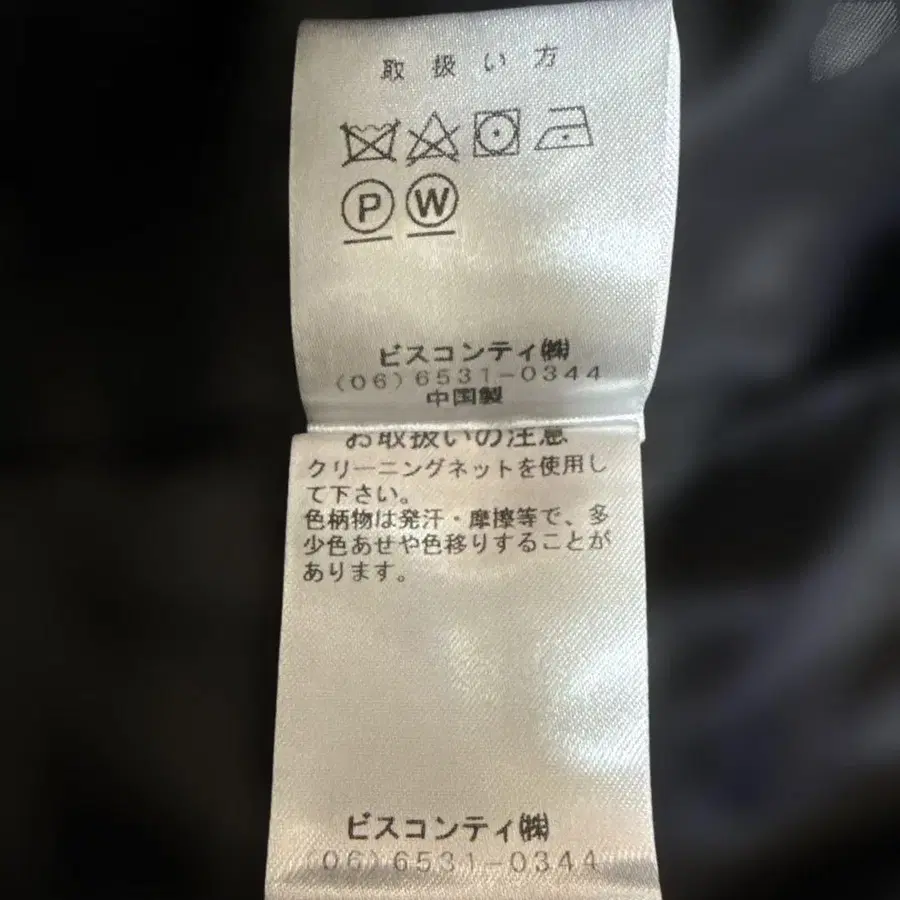 取扱い方
P W
ビスコンティ㈱
(06)6531-0344
中国製
お取扱いの注意
クリーニングネットを使用し
て下さい。
色柄物は発汗・摩擦等で、多
少色あせや色移りすることが
あります。
ビスコンティ㈱
(06)6531-0344